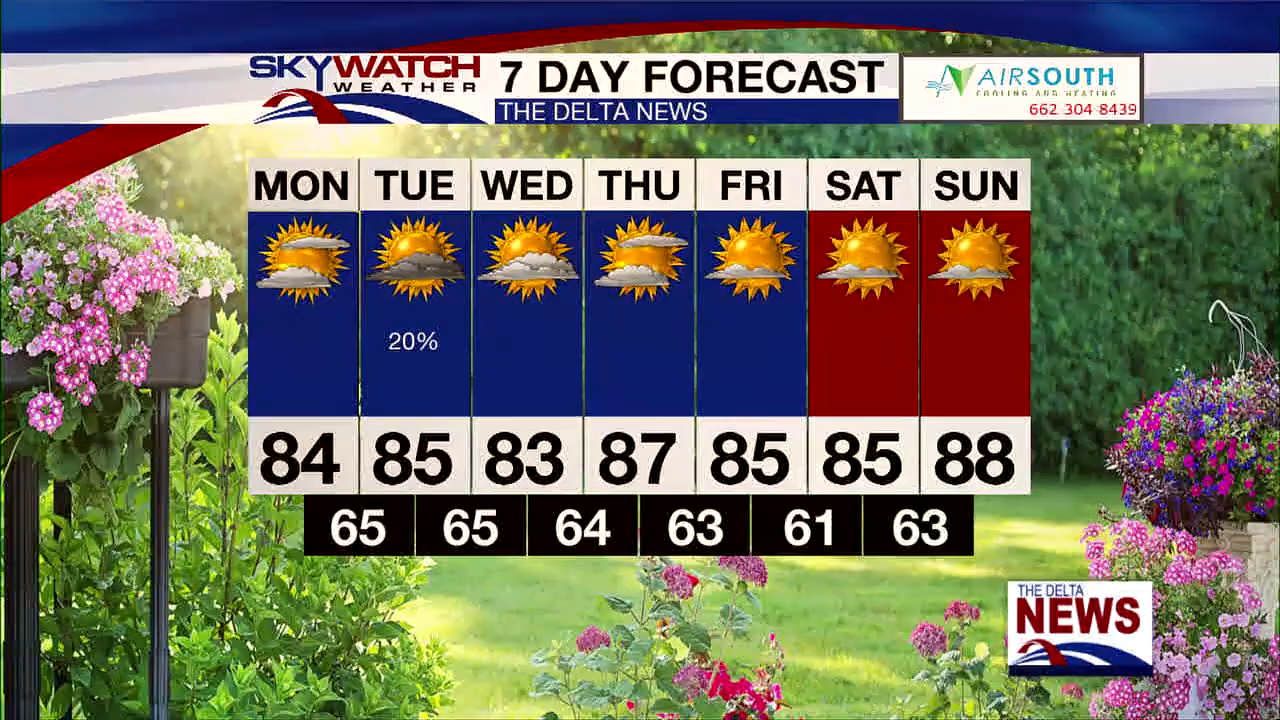 SKYWATCH
WEATHER
7 DAY FORECAST
THE DELTA NEWS
AIRSOUTH
COOLING AND HEATING
662 304 8439
MON TUE WED THU FRI SAT SUN
20%
84 85 83 87 85 85 88
65 65 64 63 61 63
THE DELTA
NEWS